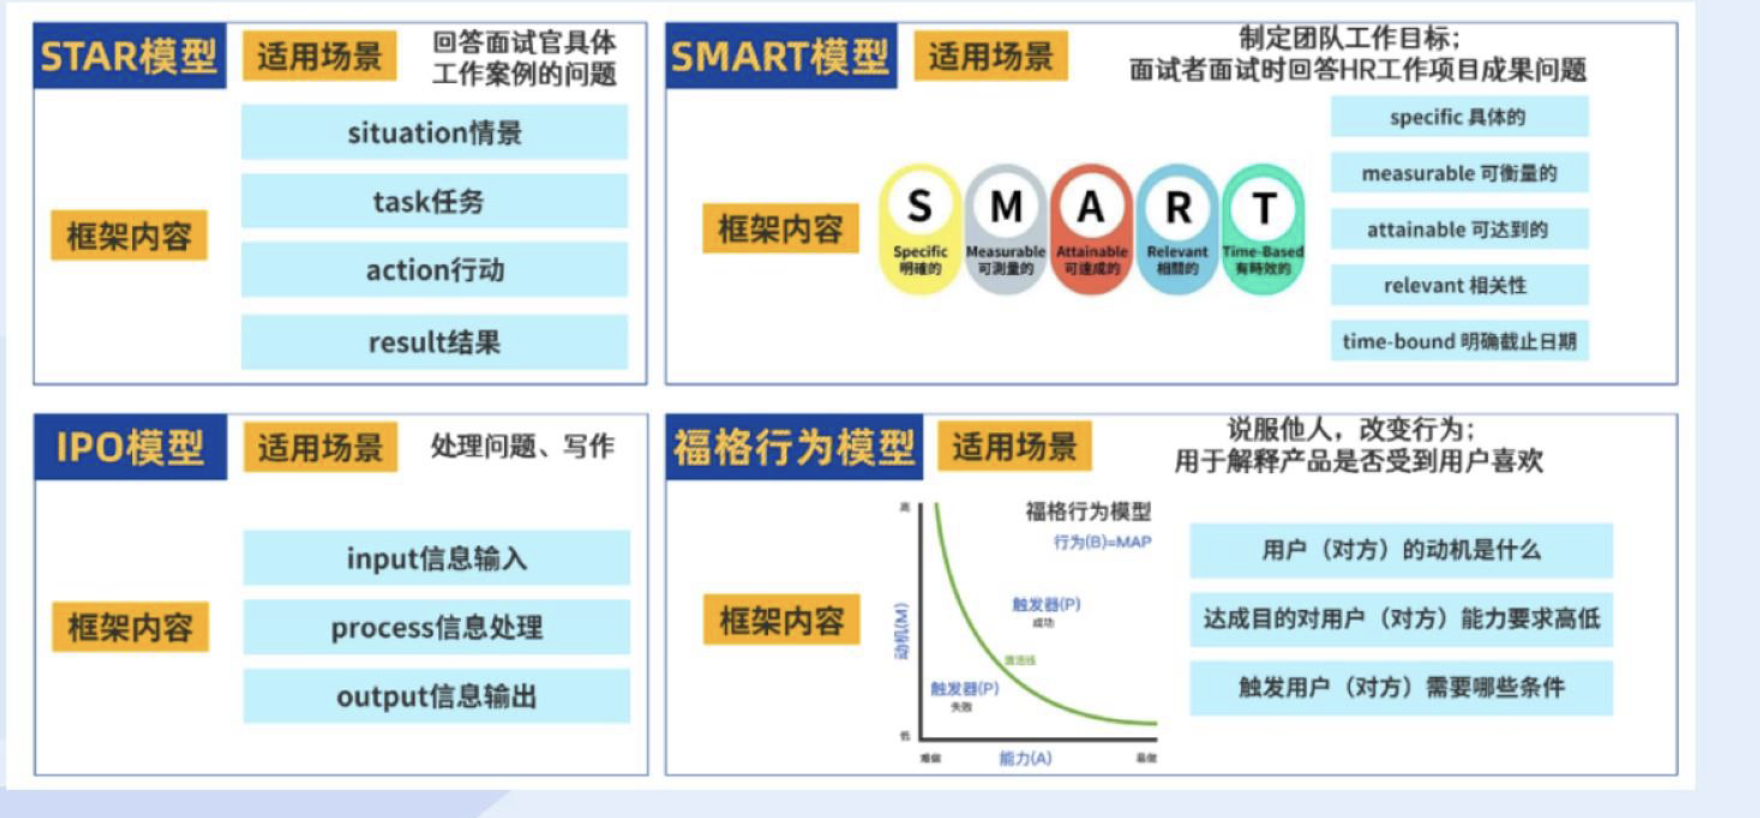 STAR模型
适用场景
回答面试官具体
工作案例的问题
框架内容
situation情景
task任务
action行动
result结果
SMART模型
适用场景
制定团队工作目标；
面试者面试时回答HR工作项目成果问题
框架内容
S M A R T
Specific Measurable Attainable Relevant Time-Based
明確的 可測量的 可達成的 相關的 有時效的
specific 具体的
measurable 可衡量的
attainable 可达到的
relevant 相关性
time-bound 明确截止日期
IPO模型
适用场景
处理问题、写作
框架内容
input信息输入
process信息处理
output信息输出
福格行为模型
适用场景
说服他人，改变行为；
用于解释产品是否受到用户喜欢
框架内容
高
福格行为模型
行为(B)=MAP
动机(M)
触发器(P)
成功
激活线
触发器(P)
失败
低
难做
能力(A)
易做
用户（对方）的动机是什么
达成目的对用户（对方）能力要求高低
触发用户（对方）需要哪些条件